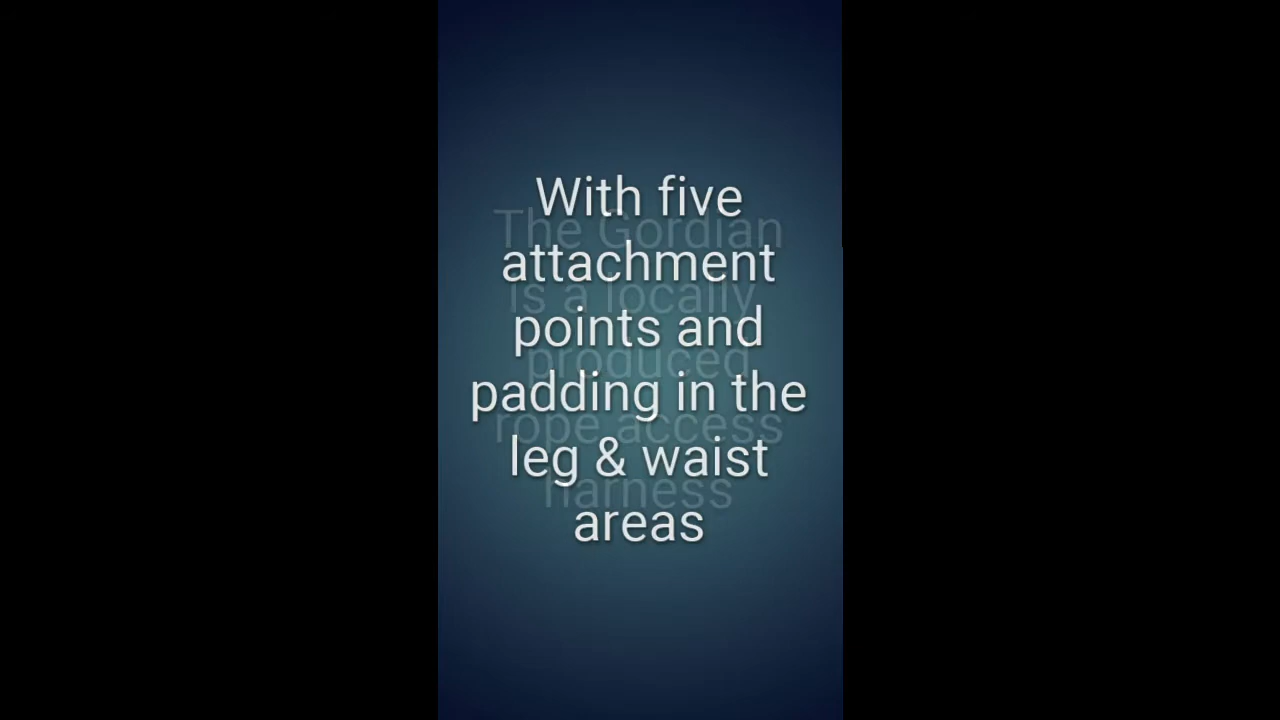 With five
attachment
points and
padding in the
leg & waist
areas
The Gordian
is a locally
produced
rope access
harness